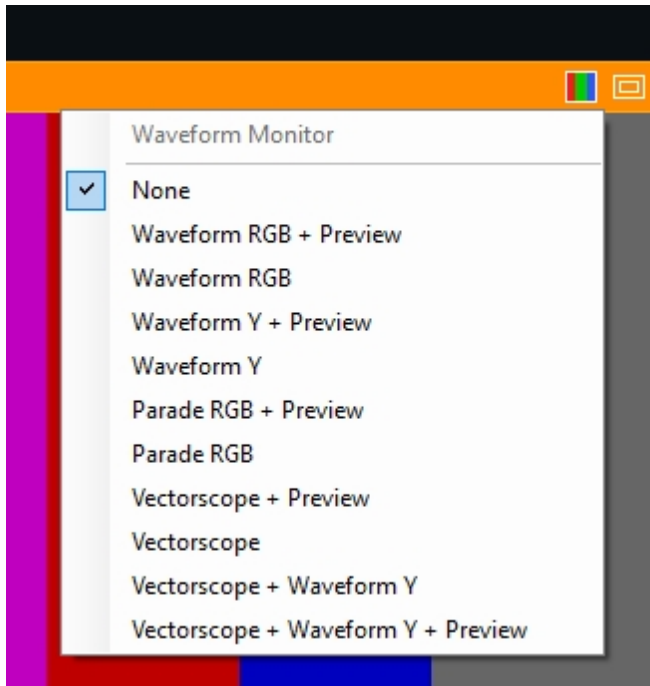 Waveform Monitor
None
Waveform RGB + Preview
Waveform RGB
Waveform Y + Preview
Waveform Y
Parade RGB + Preview
Parade RGB
Vectorscope + Preview
Vectorscope
Vectorscope + Waveform Y
Vectorscope + Waveform Y + Preview